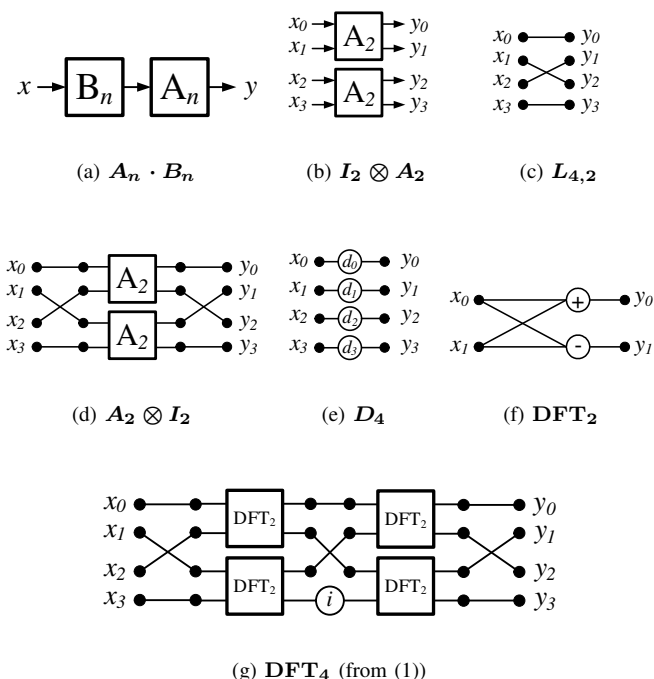 x B_n A_n y
x_0 A_2 y_0
x_1 y_1
x_2 A_2 y_2
x_3 y_3
x_0 y_0
x_1 y_1
x_2 y_2
x_3 y_3
(a) A_n · B_n
(b) I_2 ⊗ A_2
(c) L_{4,2}
x_0 A_2 y_0
x_1 y_1
x_2 A_2 y_2
x_3 y_3
x_0 d_0 y_0
x_1 d_1 y_1
x_2 d_2 y_2
x_3 d_3 y_3
x_0 + y_0
x_1 - y_1
(d) A_2 ⊗ I_2
(e) D_4
(f) DFT_2
x_0 DFT_2 DFT_2 y_0
x_1 y_1
x_2 DFT_2 DFT_2 y_2
x_3 i y_3
(g) DFT_4 (from (1))